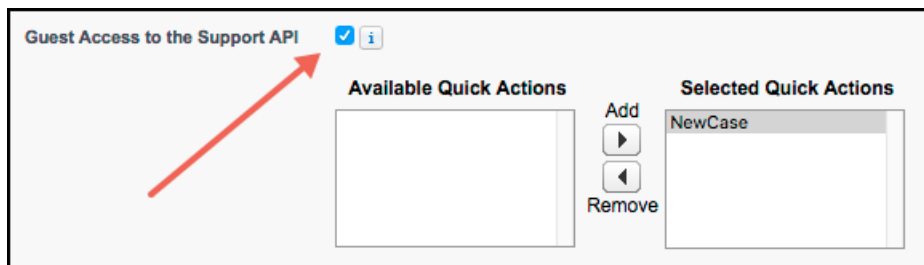 Guest Access to the Support API
i
Available Quick Actions
Selected Quick Actions
Add
NewCase
Remove